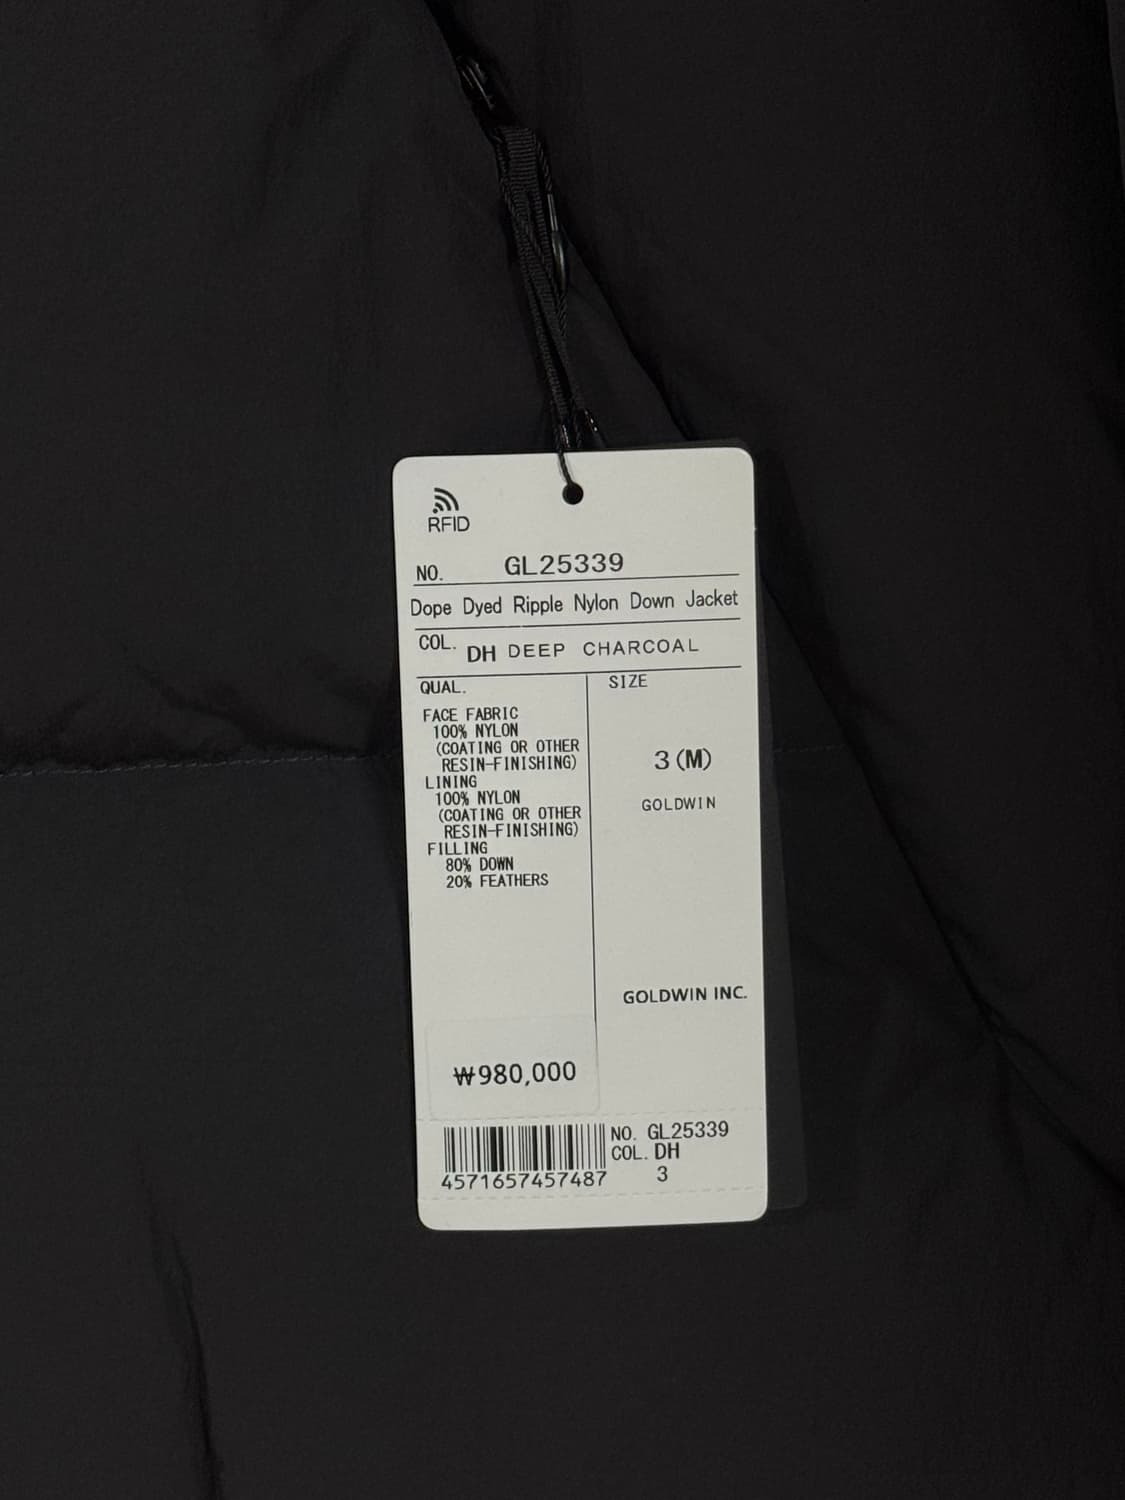 RFID
NO. GL25339
Dope Dyed Ripple Nylon Down Jacket
COL. DH DEEP CHARCOAL
QUAL.
FACE FABRIC
100% NYLON
(COATING OR OTHER
RESIN-FINISHING)
LINING
100% NYLON
(COATING OR OTHER
RESIN-FINISHING)
FILLING
80% DOWN
20% FEATHERS
SIZE
3(M)
GOLDWIN
GOLDWIN INC.
₩980,000
4571657457487
NO. GL25339
COL. DH
3